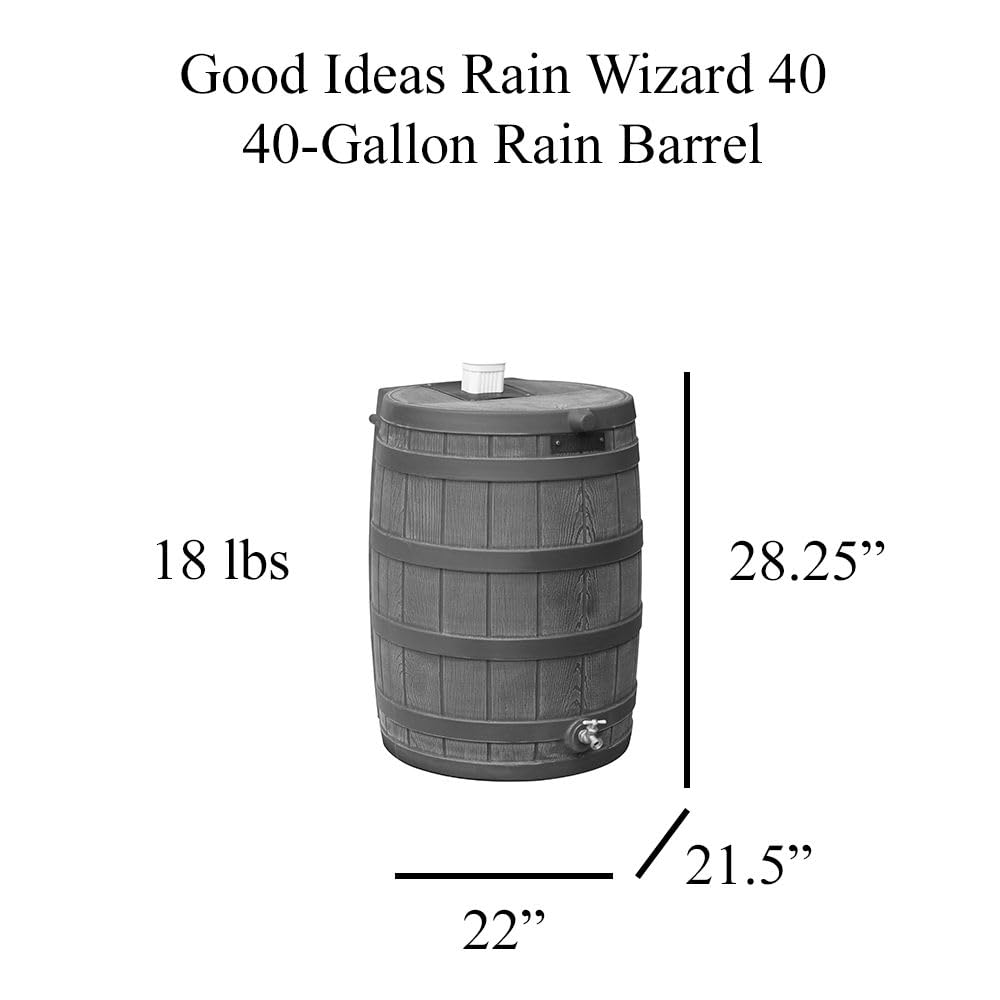 Good Ideas Rain Wizard 40
40-Gallon Rain Barrel
18 lbs
28.25”
21.5”
22”